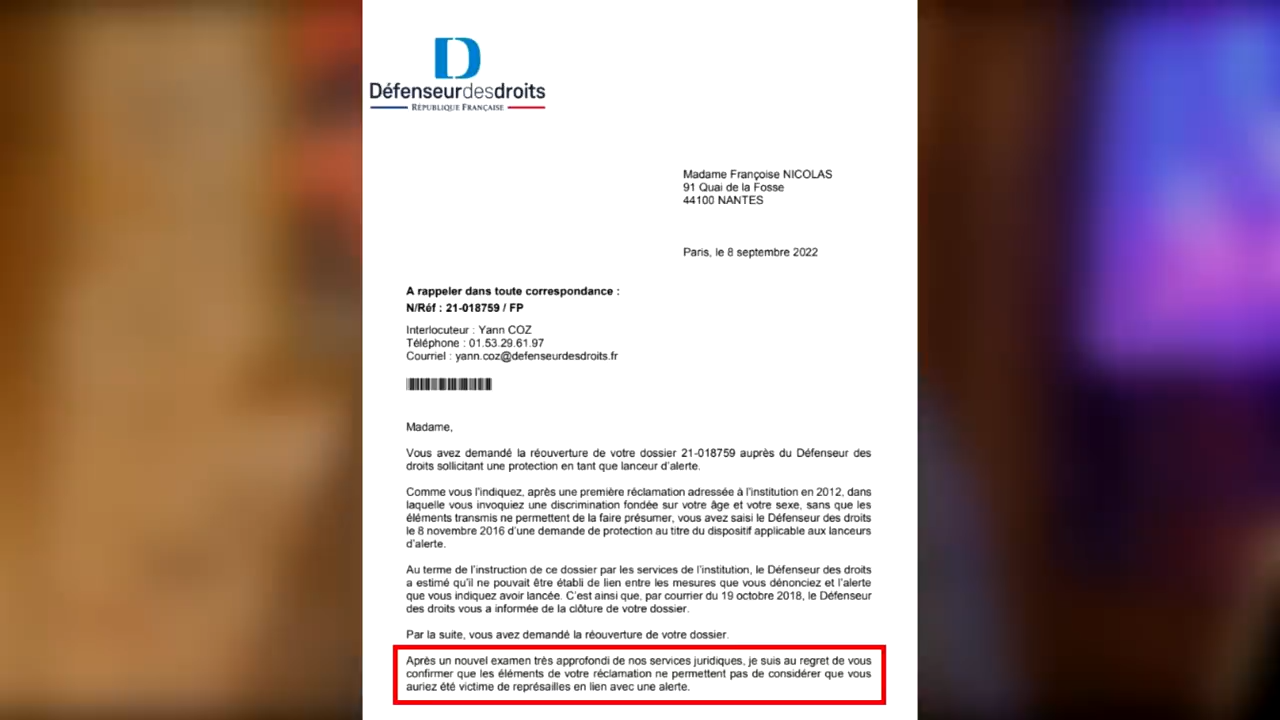 D
Défenseurdesdroits
RÉPUBLIQUE FRANÇAISE
Madame Françoise NICOLAS
91 Quai de la Fosse
44100 NANTES
Paris, le 8 septembre 2022
A rappeler dans toute correspondance :
N/Réf : 21-018759 / FP
Interlocuteur : Yann COZ
Téléphone : 01.53.29.61.97
Courriel : yann.coz@defenseurdesdroits.fr
Madame,
Vous avez demandé la réouverture de votre dossier 21-018759 auprès du Défenseur des
droits sollicitant une protection en tant que lanceur d'alerte.
Comme vous l'indiquez, après une première réclamation adressée à l'institution en 2012, dans
laquelle vous invoquiez une discrimination fondée sur votre âge et votre sexe, sans que les
éléments transmis ne permettent de la faire présumer, vous avez saisi le Défenseur des droits
le 8 novembre 2016 d'une demande de protection au titre du dispositif applicable aux lanceurs
d'alerte.
Au terme de l'instruction de ce dossier par les services de l'institution, le Défenseur des droits
a estimé qu'il ne pouvait être établi de lien entre les mesures que vous dénonciez et l'alerte
que vous indiquez avoir lancée. C'est ainsi que, par courrier du 19 octobre 2018, le Défenseur
des droits vous a informée de la clôture de votre dossier.
Par la suite, vous avez demandé la réouverture de votre dossier.
Après un nouvel examen très approfondi de nos services juridiques, je suis au regret de vous
confirmer que les éléments de votre réclamation ne permettent pas de considérer que vous
auriez été victime de représailles en lien avec une alerte.